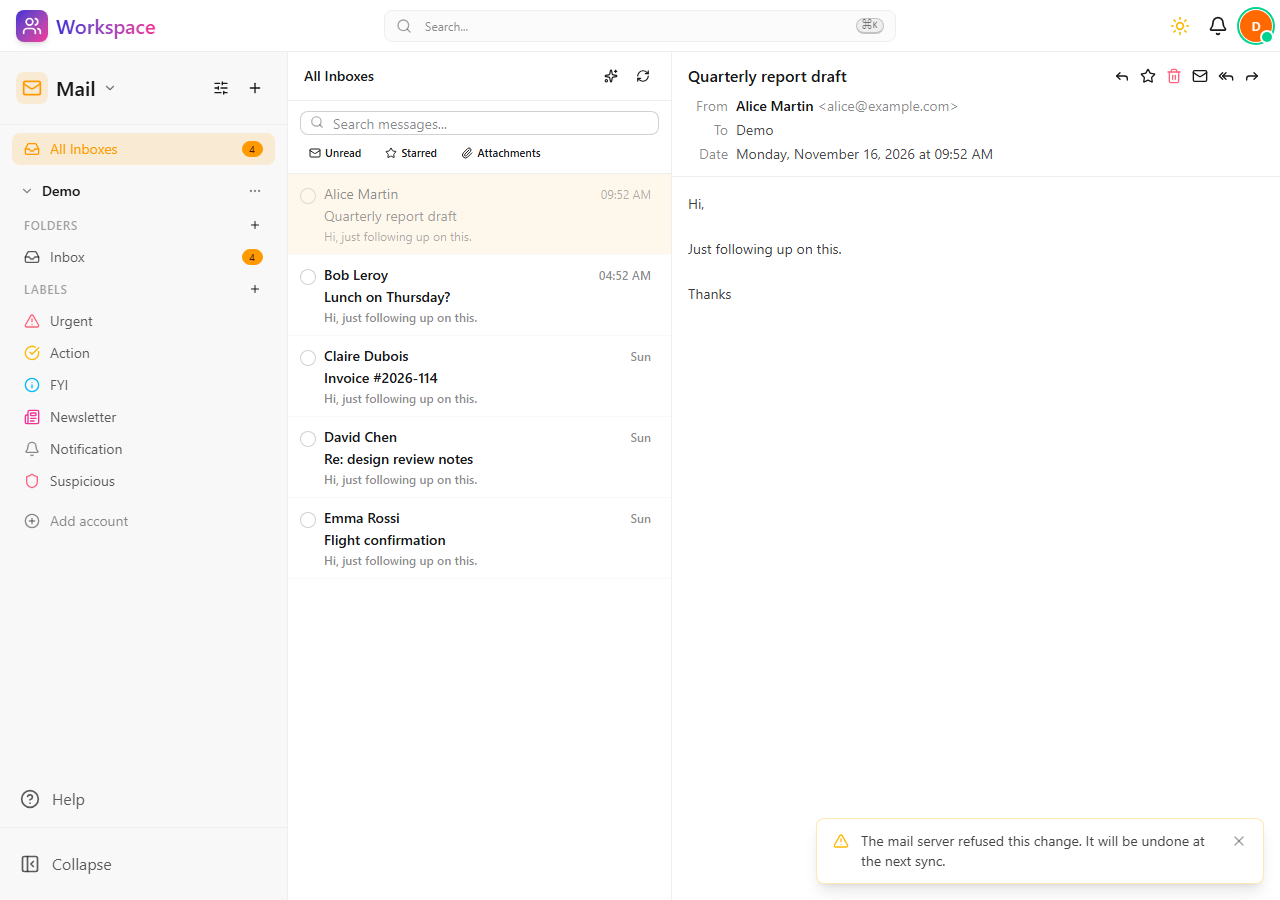 Workspace
Search...
⌘K
D
Mail
All Inboxes
4
Demo
FOLDERS
Inbox
4
LABELS
Urgent
Action
FYI
Newsletter
Notification
Suspicious
Add account
Help
Collapse
All Inboxes
Search messages...
Unread
Starred
Attachments
Alice Martin
09:52 AM
Quarterly report draft
Hi, just following up on this.
Bob Leroy
04:52 AM
Lunch on Thursday?
Hi, just following up on this.
Claire Dubois
Sun
Invoice #2026-114
Hi, just following up on this.
David Chen
Sun
Re: design review notes
Hi, just following up on this.
Emma Rossi
Sun
Flight confirmation
Hi, just following up on this.
Quarterly report draft
From Alice Martin <alice@example.com>
To Demo
Date Monday, November 16, 2026 at 09:52 AM
Hi,
Just following up on this.
Thanks
The mail server refused this change. It will be undone at
the next sync.